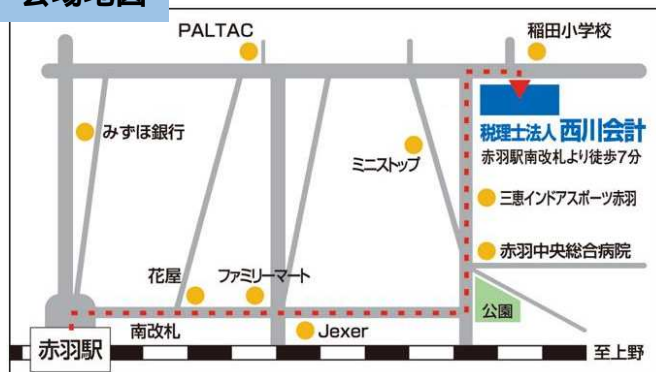 会場地図
PALTAC
稲田小学校
みずほ銀行
ミニストップ
税理士法人 西川会計
赤羽駅南改札より徒歩7分
三恵インドアスポーツ赤羽
赤羽中央総合病院
花屋
ファミリーマート
公園
南改札
Jexer
赤羽駅
至上野